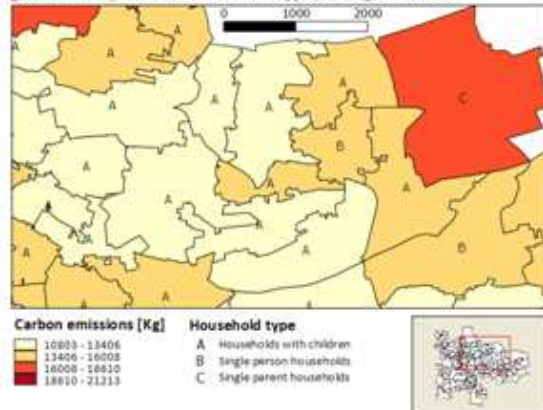 0 1000 2000
A A A
A A A A C
A B
A A A
A A A A
A A A B
A A
Carbon emissions [Kg]
10803 - 13406
13406 - 16008
16008 - 18610
18610 - 21213
Household type
A Households with children
B Single person households
C Single parent households